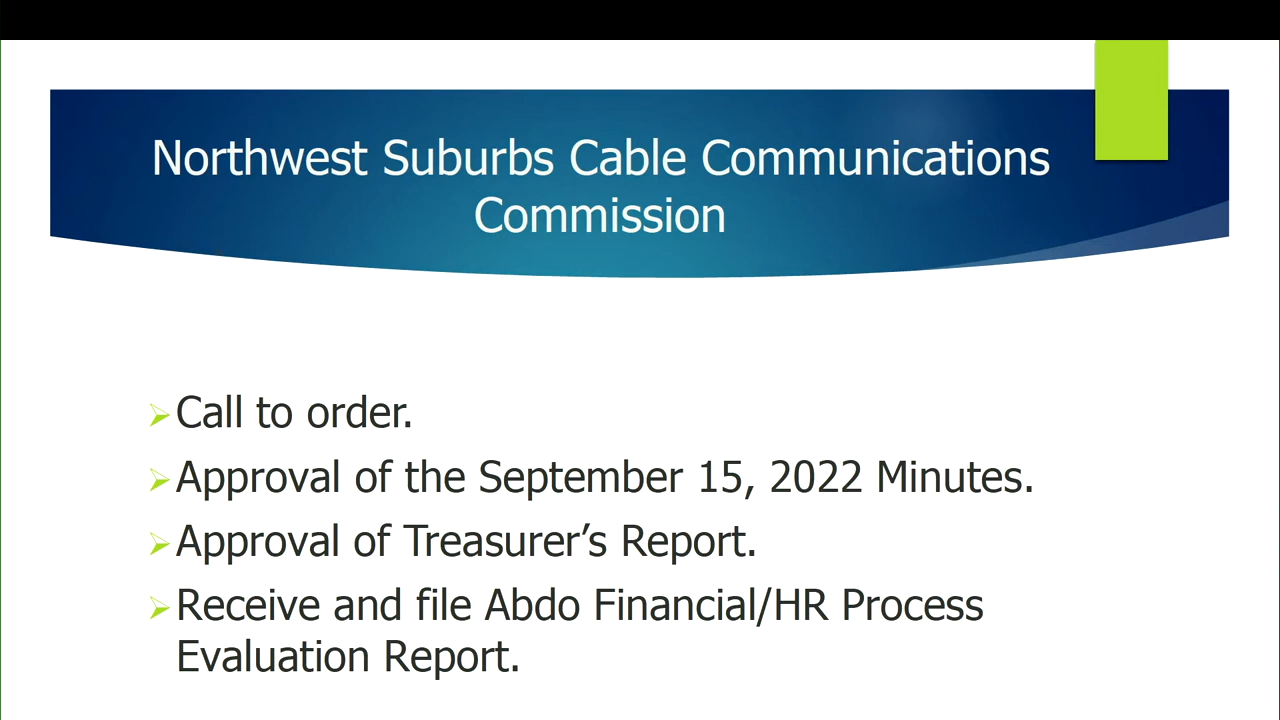 Northwest Suburbs Cable Communications
Commission
Call to order.
Approval of the September 15, 2022 Minutes.
Approval of Treasurer’s Report.
Receive and file Abdo Financial/HR Process
Evaluation Report.